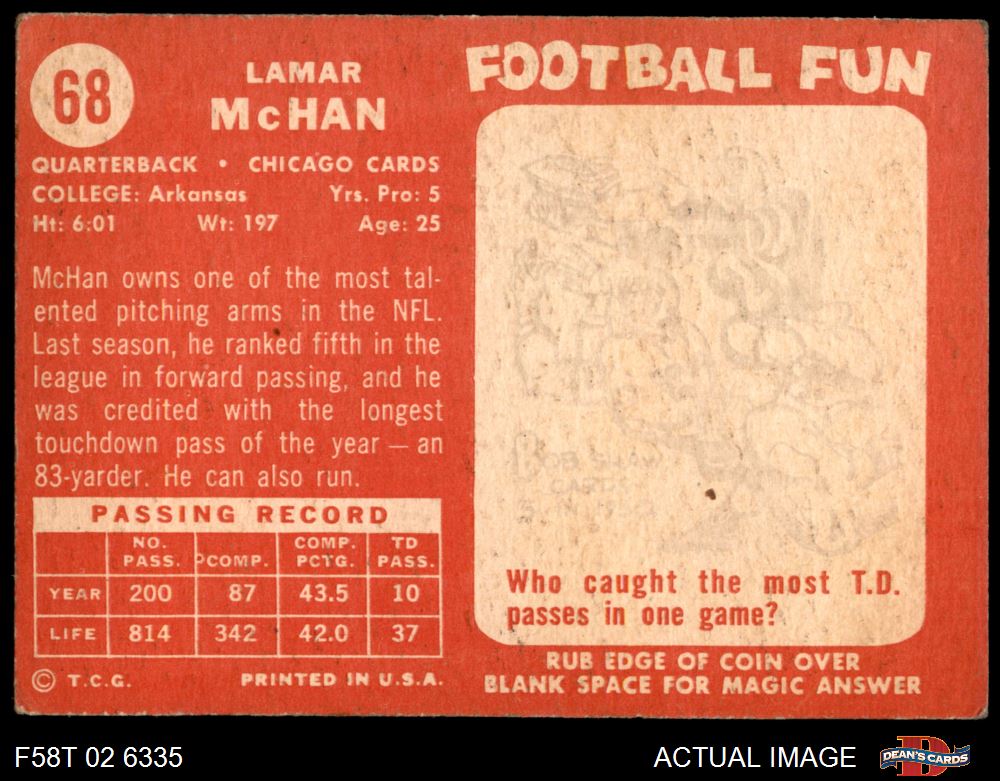 68
LAMAR
McHAN
QUARTERBACK • CHICAGO CARDS
COLLEGE: Arkansas Yrs. Pro: 5
Ht: 6:01 Wt: 197 Age: 25
McHan owns one of the most tal-
ented pitching arms in the NFL.
Last season, he ranked fifth in the
league in forward passing, and he
was credited with the longest
touchdown pass of the year — an
83-yarder. He can also run.
PASSING RECORD
NO. PASS. COMP. COMP. PCTG. TD PASS.
YEAR 200 87 43.5 10
LIFE 814 342 42.0 37
© T.C.G. PRINTED IN U.S.A.
FOOTBALL FUN
BOB SHAW
CARDS
Who caught the most T.D.
passes in one game?
RUB EDGE OF COIN OVER
BLANK SPACE FOR MAGIC ANSWER
F58T 02 6335
ACTUAL IMAGE
DEAN'S CARDS